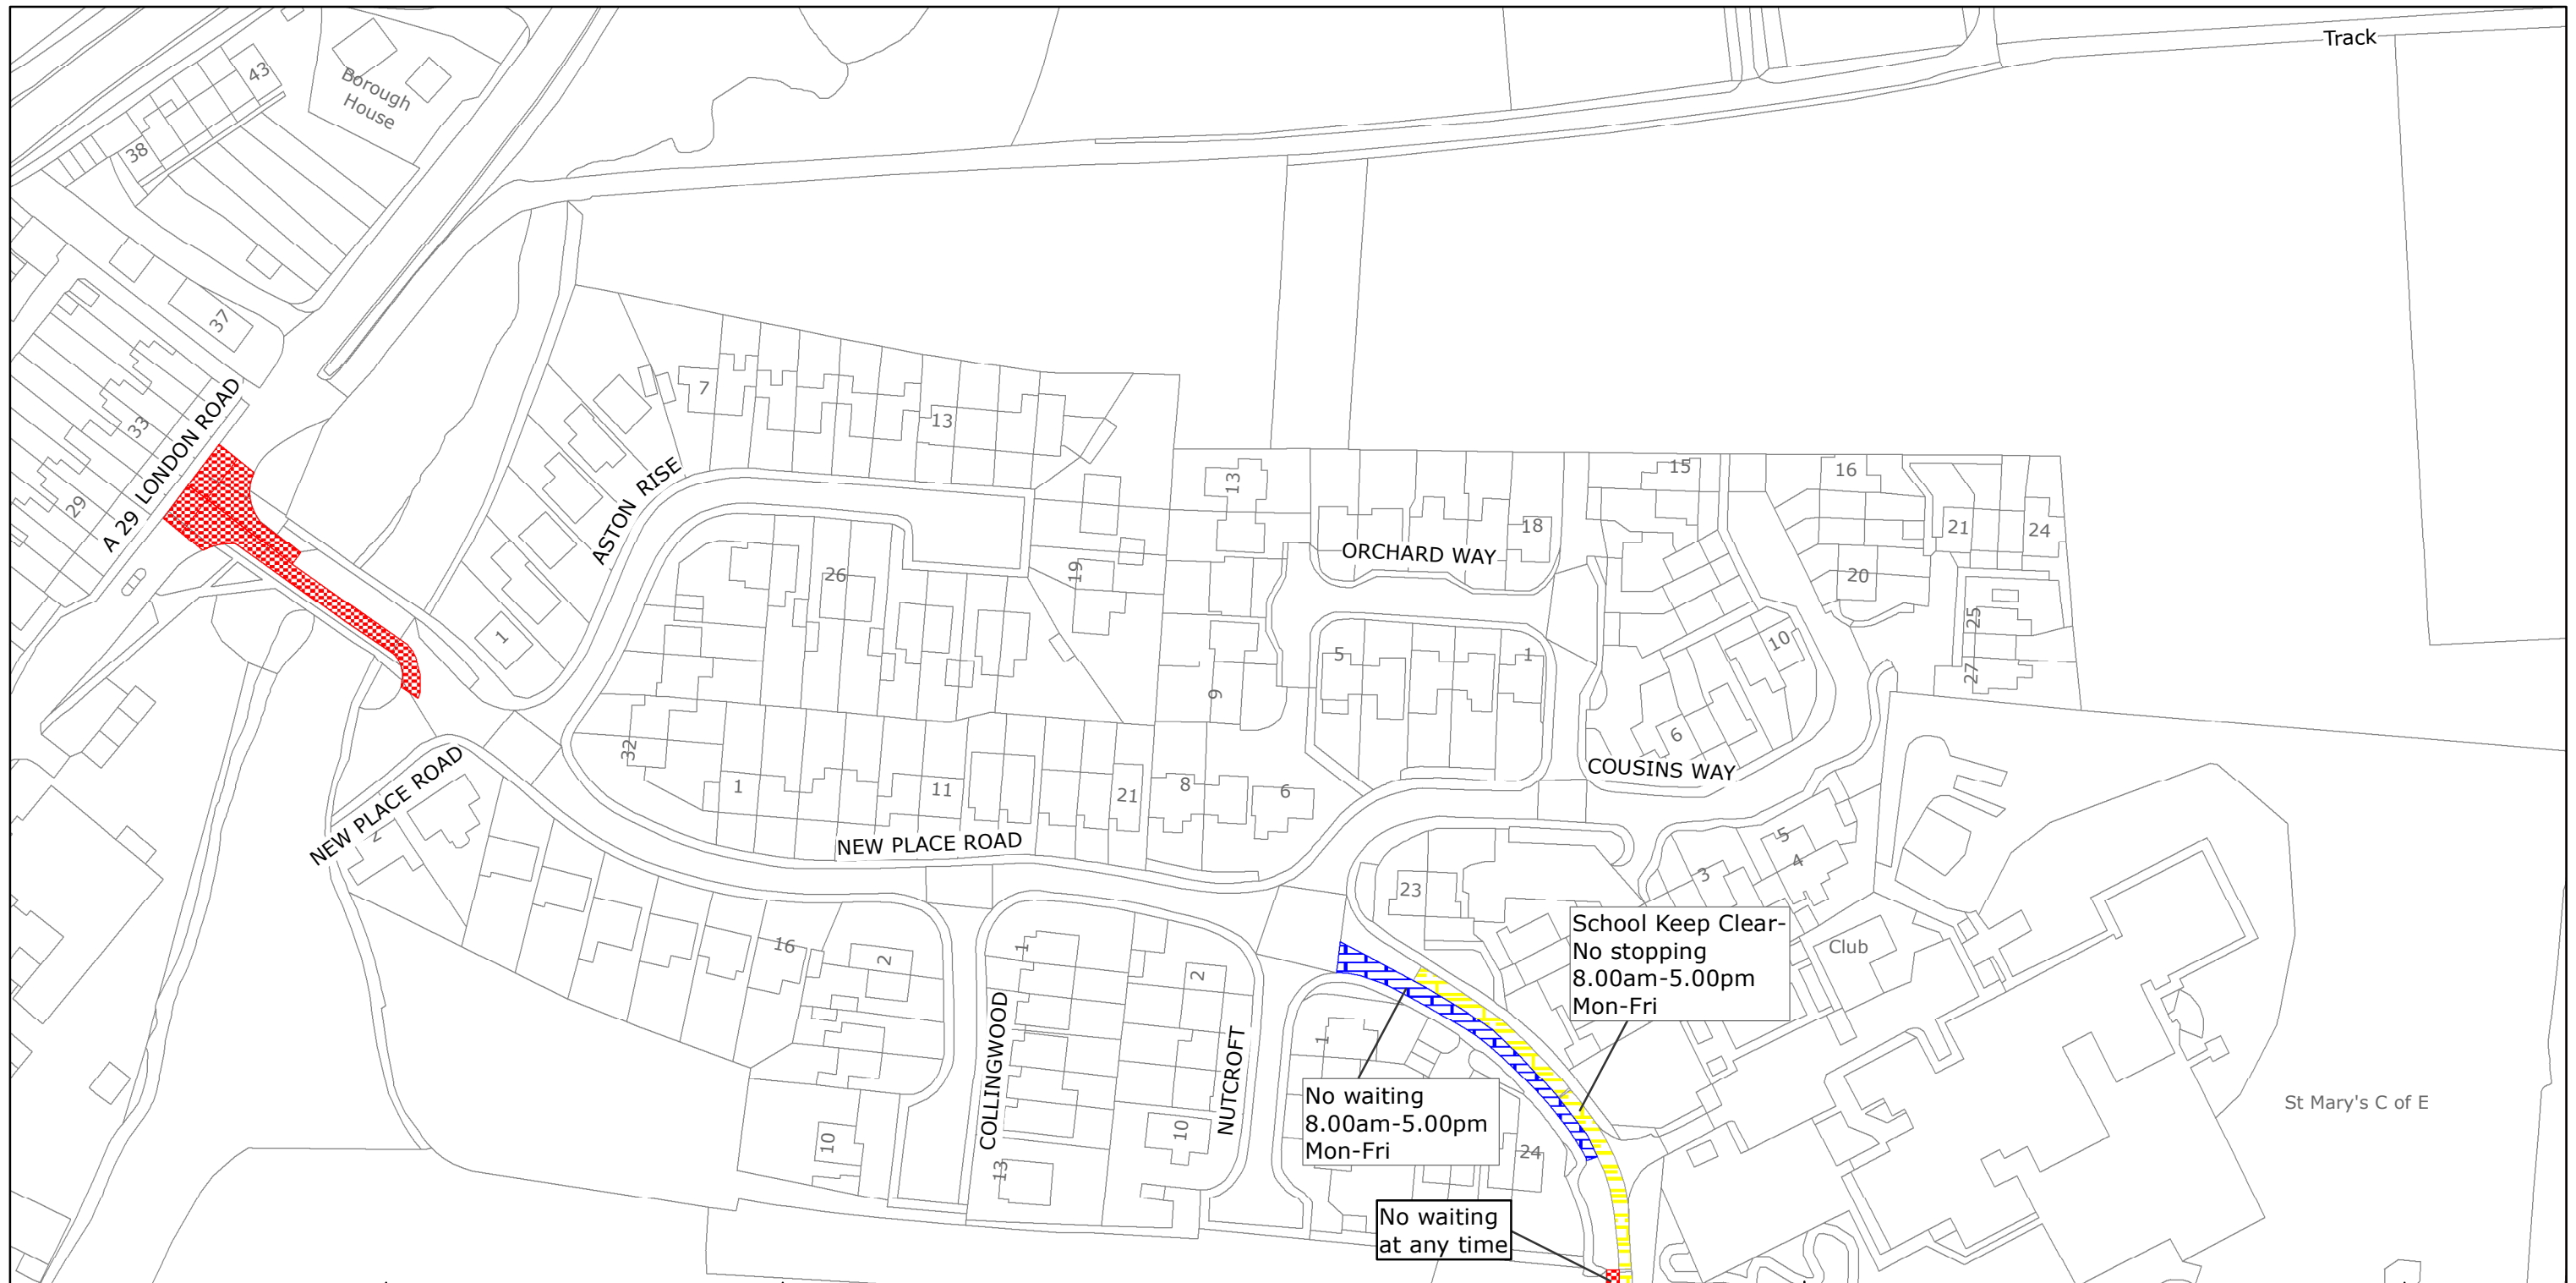 Track
43
Borough
House
38
37
33
A 29 LONDON ROAD
29
7
13
ASTON RISE
13
15
16
18
21
24
ORCHARD WAY
26
19
20
1
25
5
1
10
27
9
32
6
NEW PLACE ROAD
2
COUSINS WAY
1
11
21
8
6
NEW PLACE ROAD
5
4
3
23
School Keep Clear-
No stopping
8.00am-5.00pm
Mon-Fri
Club
16
2
1
2
COLLINGWOOD
NUTCROFT
1
No waiting
8.00am-5.00pm
Mon-Fri
St Mary's C of E
10
10
13
24
No waiting
at any time